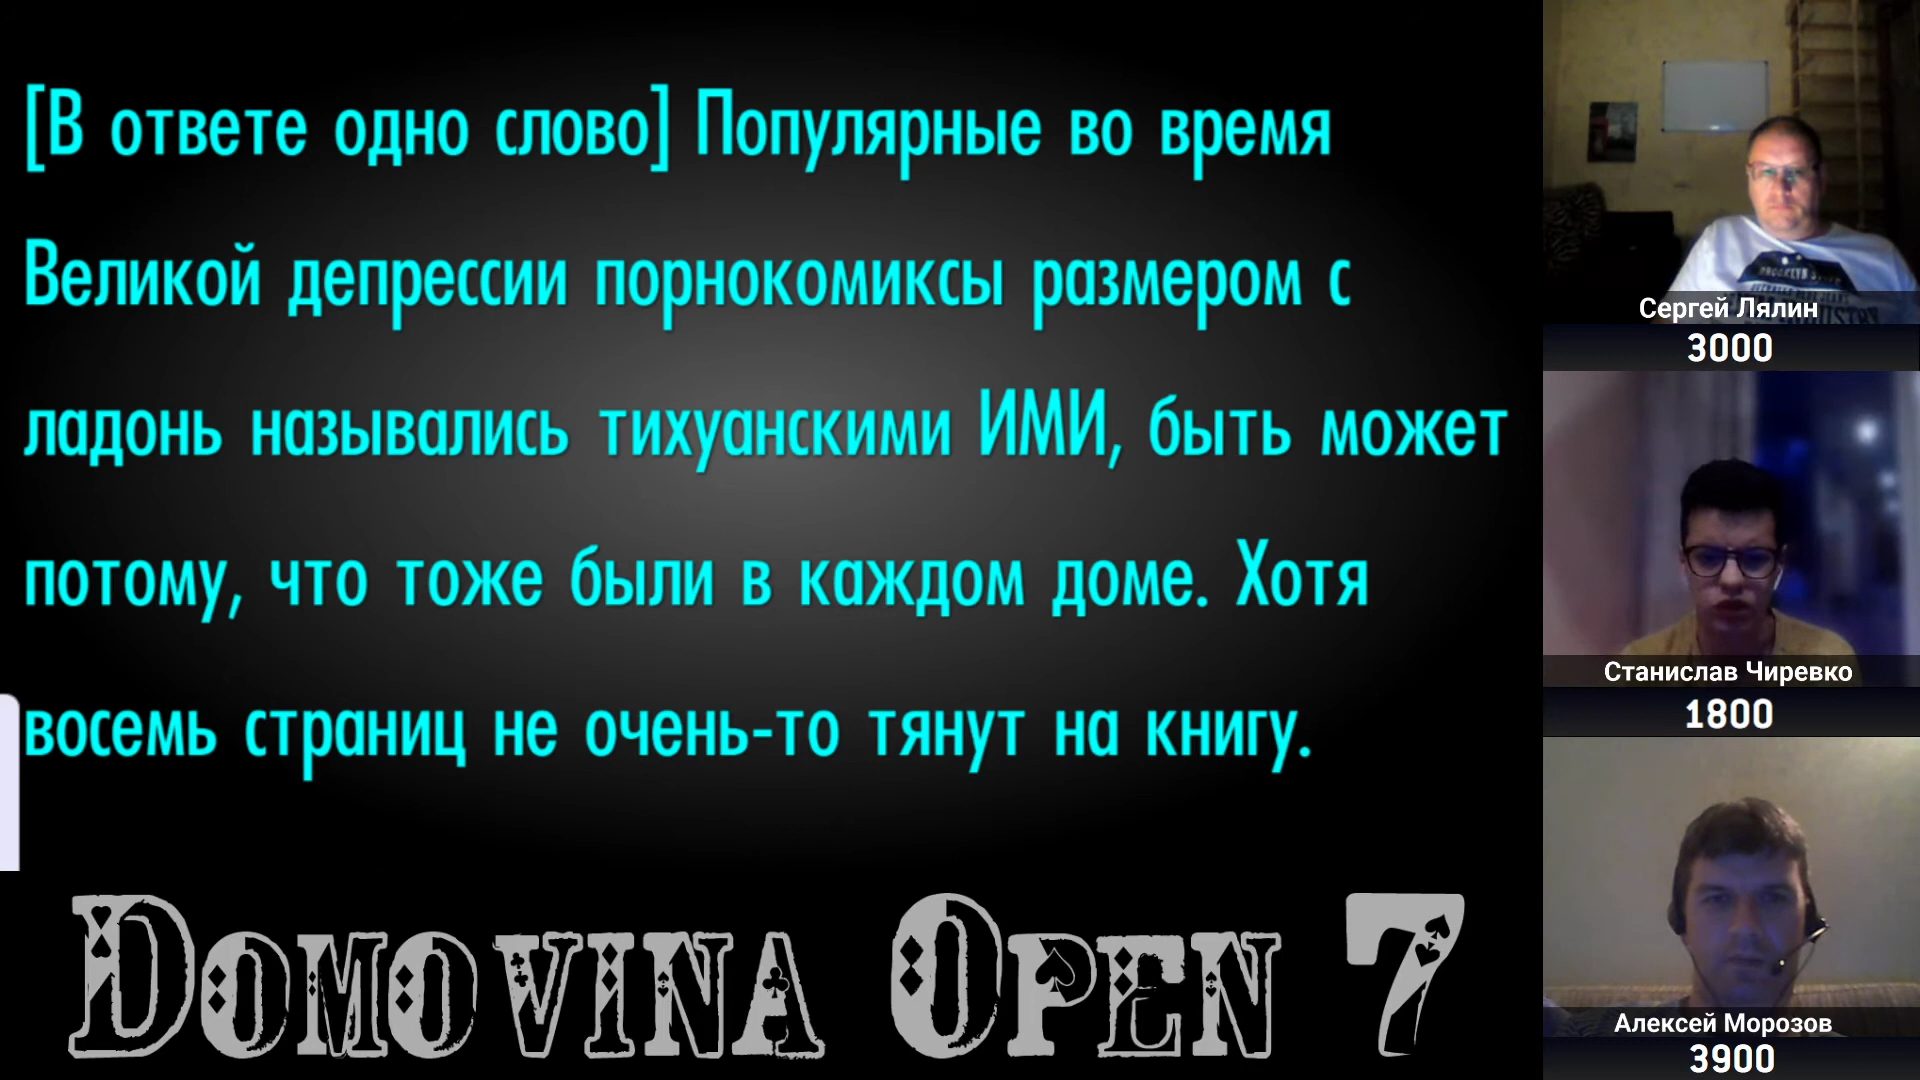 [В ответе одно слово] Популярные во время
Великой депрессии порнокомиксы размером с
ладонь назывались тихуанскими ИМИ, быть может
потому, что тоже были в каждом доме. Хотя
восемь страниц не очень-то тянут на книгу.
DOMOVINA OPEN 7
BROOKLYN
Сергей Лялин
3000
Станислав Чиревко
1800
Алексей Морозов
3900